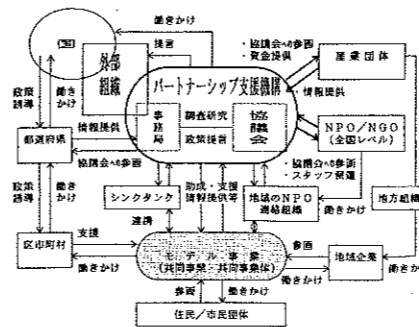 働きかけ
(国)
外部組織
提言
・協議会への参画
・資金提供
産業団体
パートナーシップ支援機構
・情報提供
政策誘導
働きかけ
事務局
調査研究
政策提言
協議会
NPO/NGO
(全国レベル)
情報提供
都道府県
協議会への参画
・協議会への参画
・スタッフ派遣
政策誘導
働きかけ
シンクタンク
助成・支援
情報提供等
地域のNPO
連絡組織
地方組織
連携
働きかけ
支援
区市町村
モデル事業
(共同事業・共同事業体)
参画
地域企業
働きかけ
働きかけ
働きかけ
参画
働きかけ
住民/市民団体